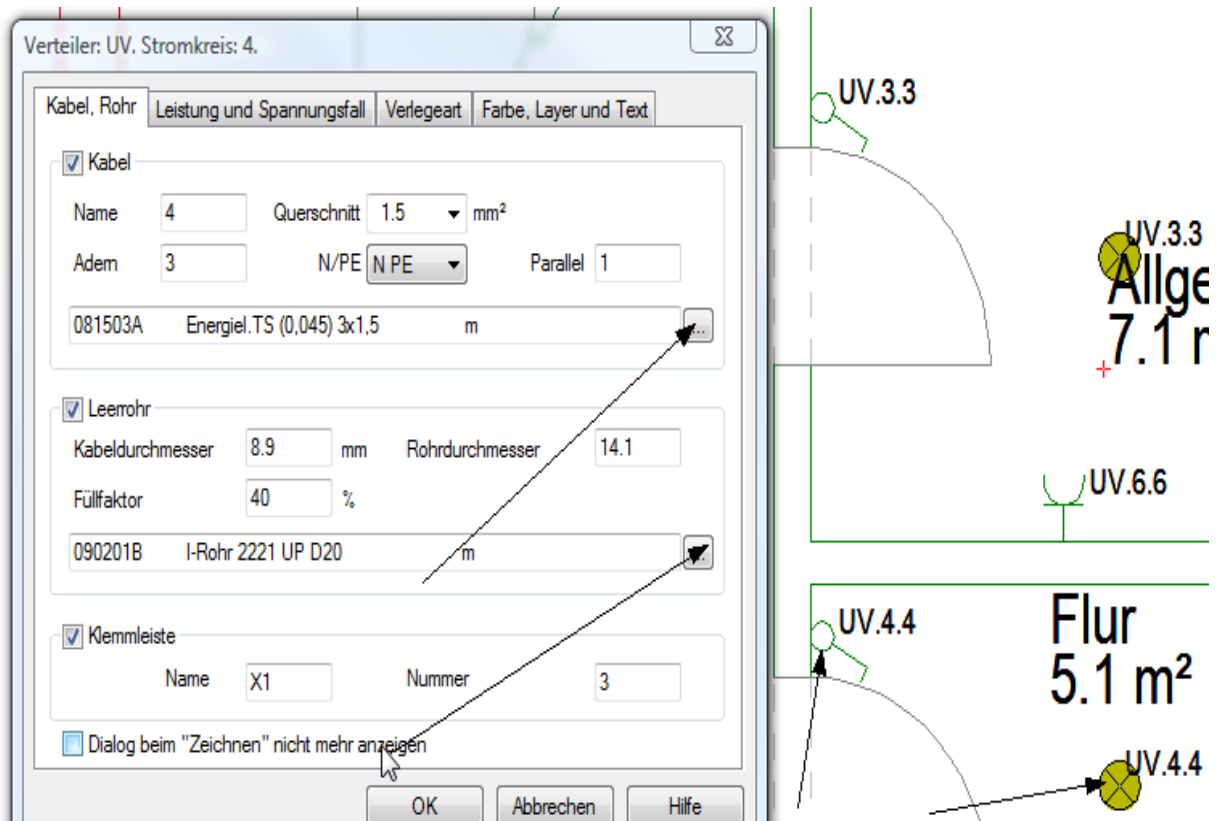 Verteiler: UV. Stromkreis: 4.
Kabel, Rohr Leistung und Spannungsfall Verlegeart Farbe, Layer und Text
Kabel
Name 4 Querschnitt 1.5 mm²
Adern 3 N/PE N PE Parallel 1
081503A Energiel.TS (0,045) 3x1,5 m ...
Leerrohr
Kabeldurchmesser 8.9 mm Rohrdurchmesser 14.1
Füllfaktor 40 %
090201B I-Rohr 2221 UP D20 m ...
Klemmleiste
Name X1 Nummer 3
Dialog beim "Zeichnen" nicht mehr anzeigen
OK Abbrechen Hilfe
UV.3.3
UV.3.3
Allge
7.1
UV.6.6
UV.4.4
Flur
5.1 m²
UV.4.4